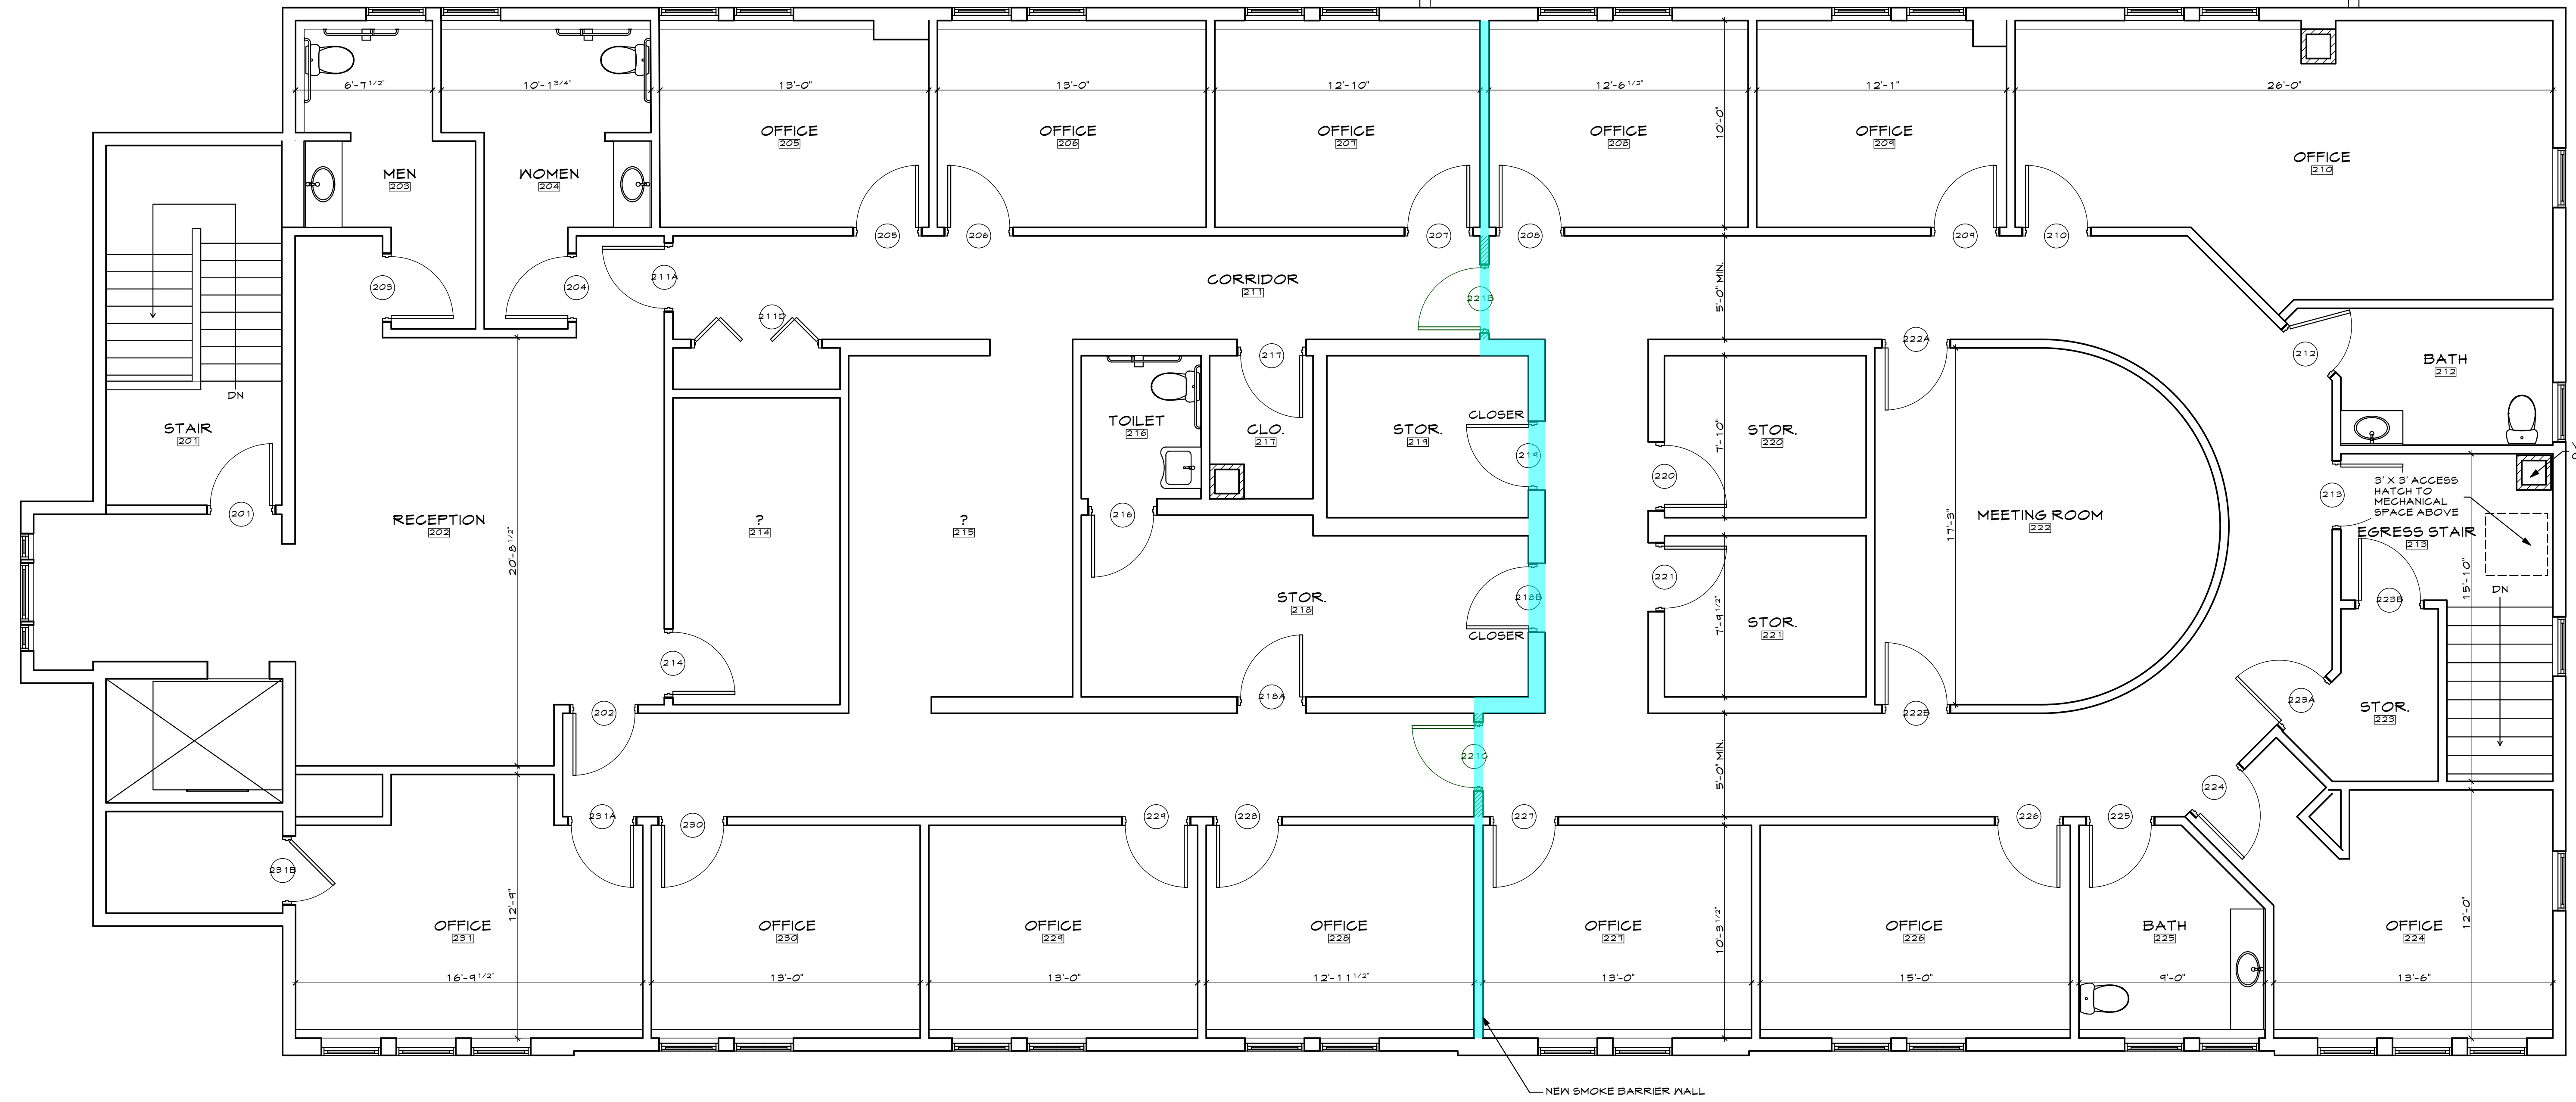 6'-7 1/2"
10'-1 3/4"
13'-0"
13'-0"
12'-10"
12'-6 1/2"
12'-1"
26'-0"
10'-0"
OFFICE
205
OFFICE
206
OFFICE
207
OFFICE
208
OFFICE
209
OFFICE
210
MEN
203
WOMEN
204
205
206
207
208
209
210
203
204
211A
211D
CORRIDOR
211
221B
5'-0" MIN.
222A
212
BATH
212
DN
STAIR
201
201
RECEPTION
202
20'-8 1/2"
?
214
?
215
TOILET
216
216
217
CLO.
217
STOR.
219
CLOSER
219
220
STOR.
220
7'-10"
MEETING ROOM
222
17'-3"
213
3' X 3' ACCESS
HATCH TO
MECHANICAL
SPACE ABOVE
EGRESS STAIR
213
15'-10"
DN
STOR.
218
218B
CLOSER
221
STOR.
221
7'-9 1/2"
223B
214
202
218A
222B
223A
STOR.
223
221C
5'-0" MIN.
224
231A
230
229
228
227
226
225
231B
12'-9"
OFFICE
231
OFFICE
230
OFFICE
229
OFFICE
228
OFFICE
227
OFFICE
226
BATH
225
OFFICE
224
10'-3 1/2"
12'-0"
16'-9 1/2"
13'-0"
13'-0"
12'-11 1/2"
13'-0"
15'-0"
9'-0"
13'-6"
NEW SMOKE BARRIER WALL